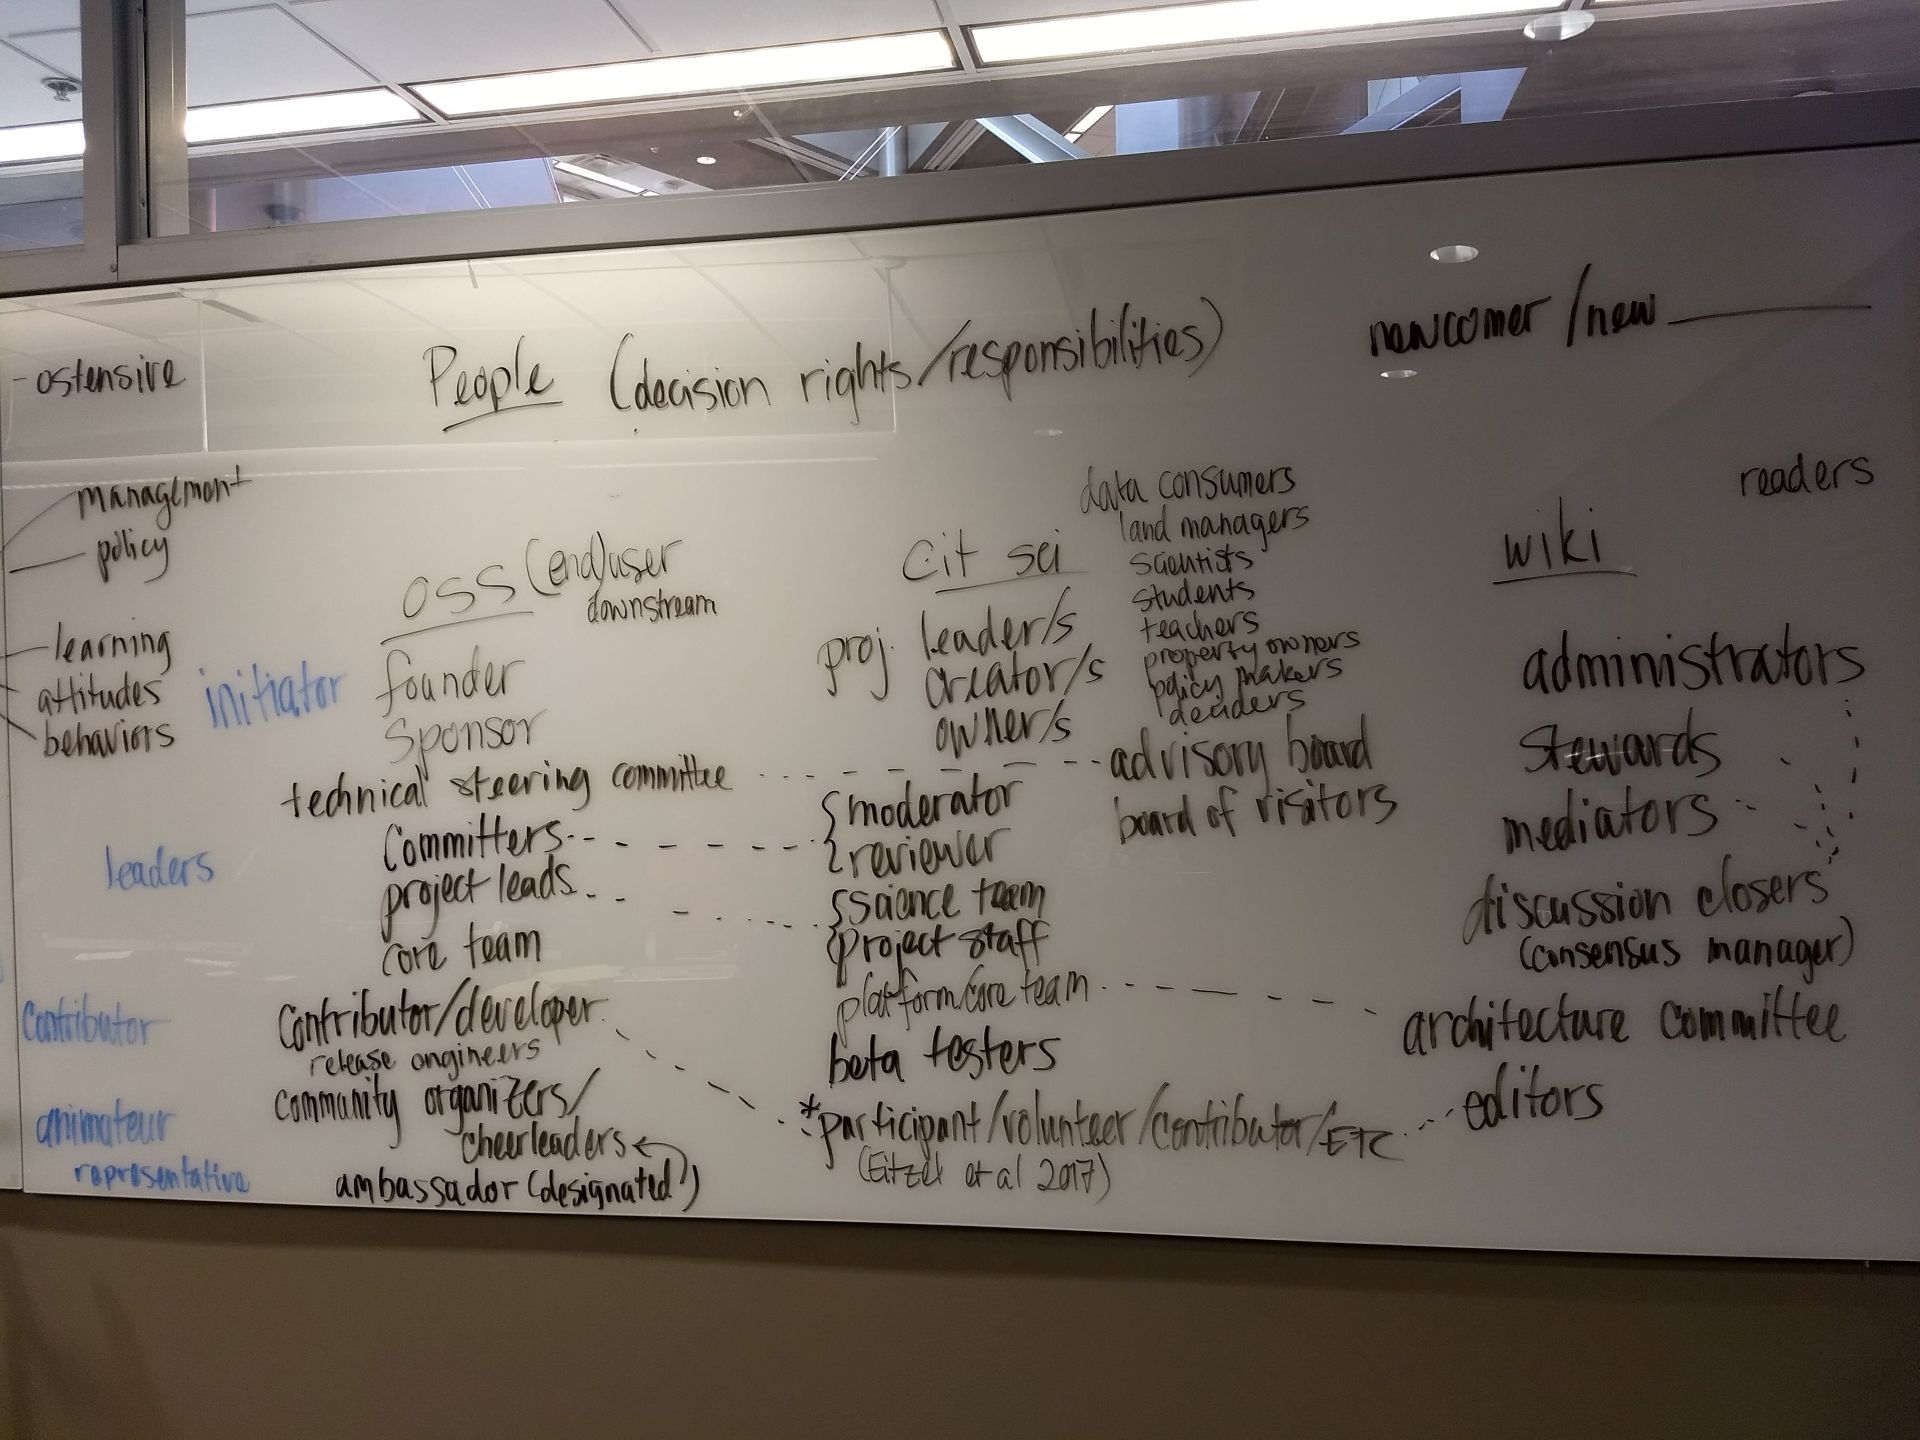 - ostensive
management
policy
learning
attitudes
behaviors
People (decision rights/responsibilities)
newcomer/new ______
initiator
leaders
contributor
animateur
representative
OSS (end)user
downstream
founder
sponsor
technical steering committee
committers
project leads
core team
contributor/developer
release engineers
community organizers/
cheerleaders
ambassador (designated)
cit sci
proj. leader/s
creator/s
owner/s
{moderator
{reviewer
{science team
{project staff
platform/core team
beta testers
*participant/volunteer/contributor/ETC
(Eitzel et al 2017)
data consumers
land managers
scientists
students
teachers
property owners
policy makers
deciders
advisory board
board of visitors
readers
wiki
administrators
stewards
mediators
discussion closers
(consensus manager)
architecture committee
editors